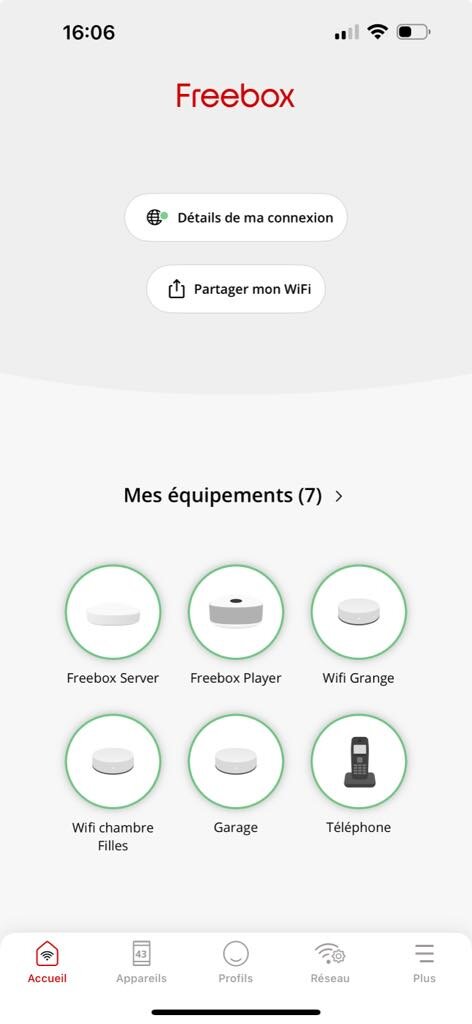 16:06
Freebox
Détails de ma connexion
Partager mon WiFi
Mes équipements (7)
Freebox Server
Freebox Player
Wifi Grange
Wifi chambre
Filles
Garage
Téléphone
43
Accueil
Appareils
Profils
Réseau
Plus